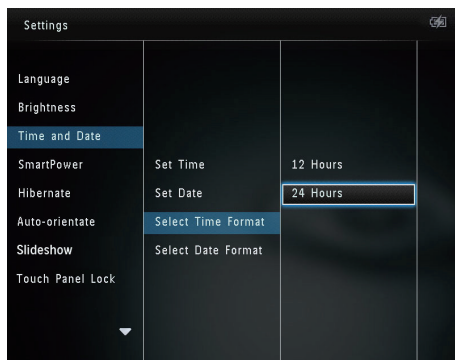 Settings
Language
Brightness
Time and Date
SmartPower
Hibernate
Auto-orientate
Slideshow
Touch Panel Lock
Set Time
Set Date
Select Time Format
Select Date Format
12 Hours
24 Hours